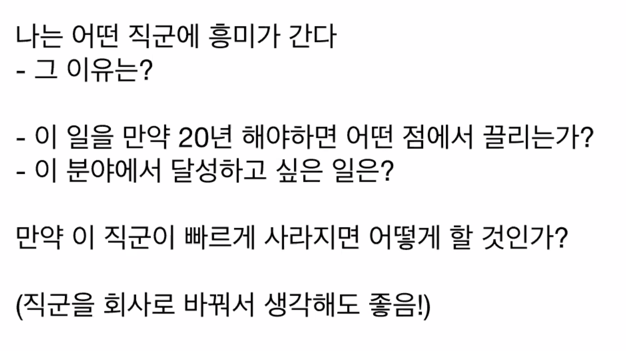 나는 어떤 직군에 흥미가 간다
- 그 이유는?
- 이 일을 만약 20년 해야하면 어떤 점에서 끌리는가?
- 이 분야에서 달성하고 싶은 일은?
만약 이 직군이 빠르게 사라지면 어떻게 할 것인가?
(직군을 회사로 바꿔서 생각해도 좋음!)